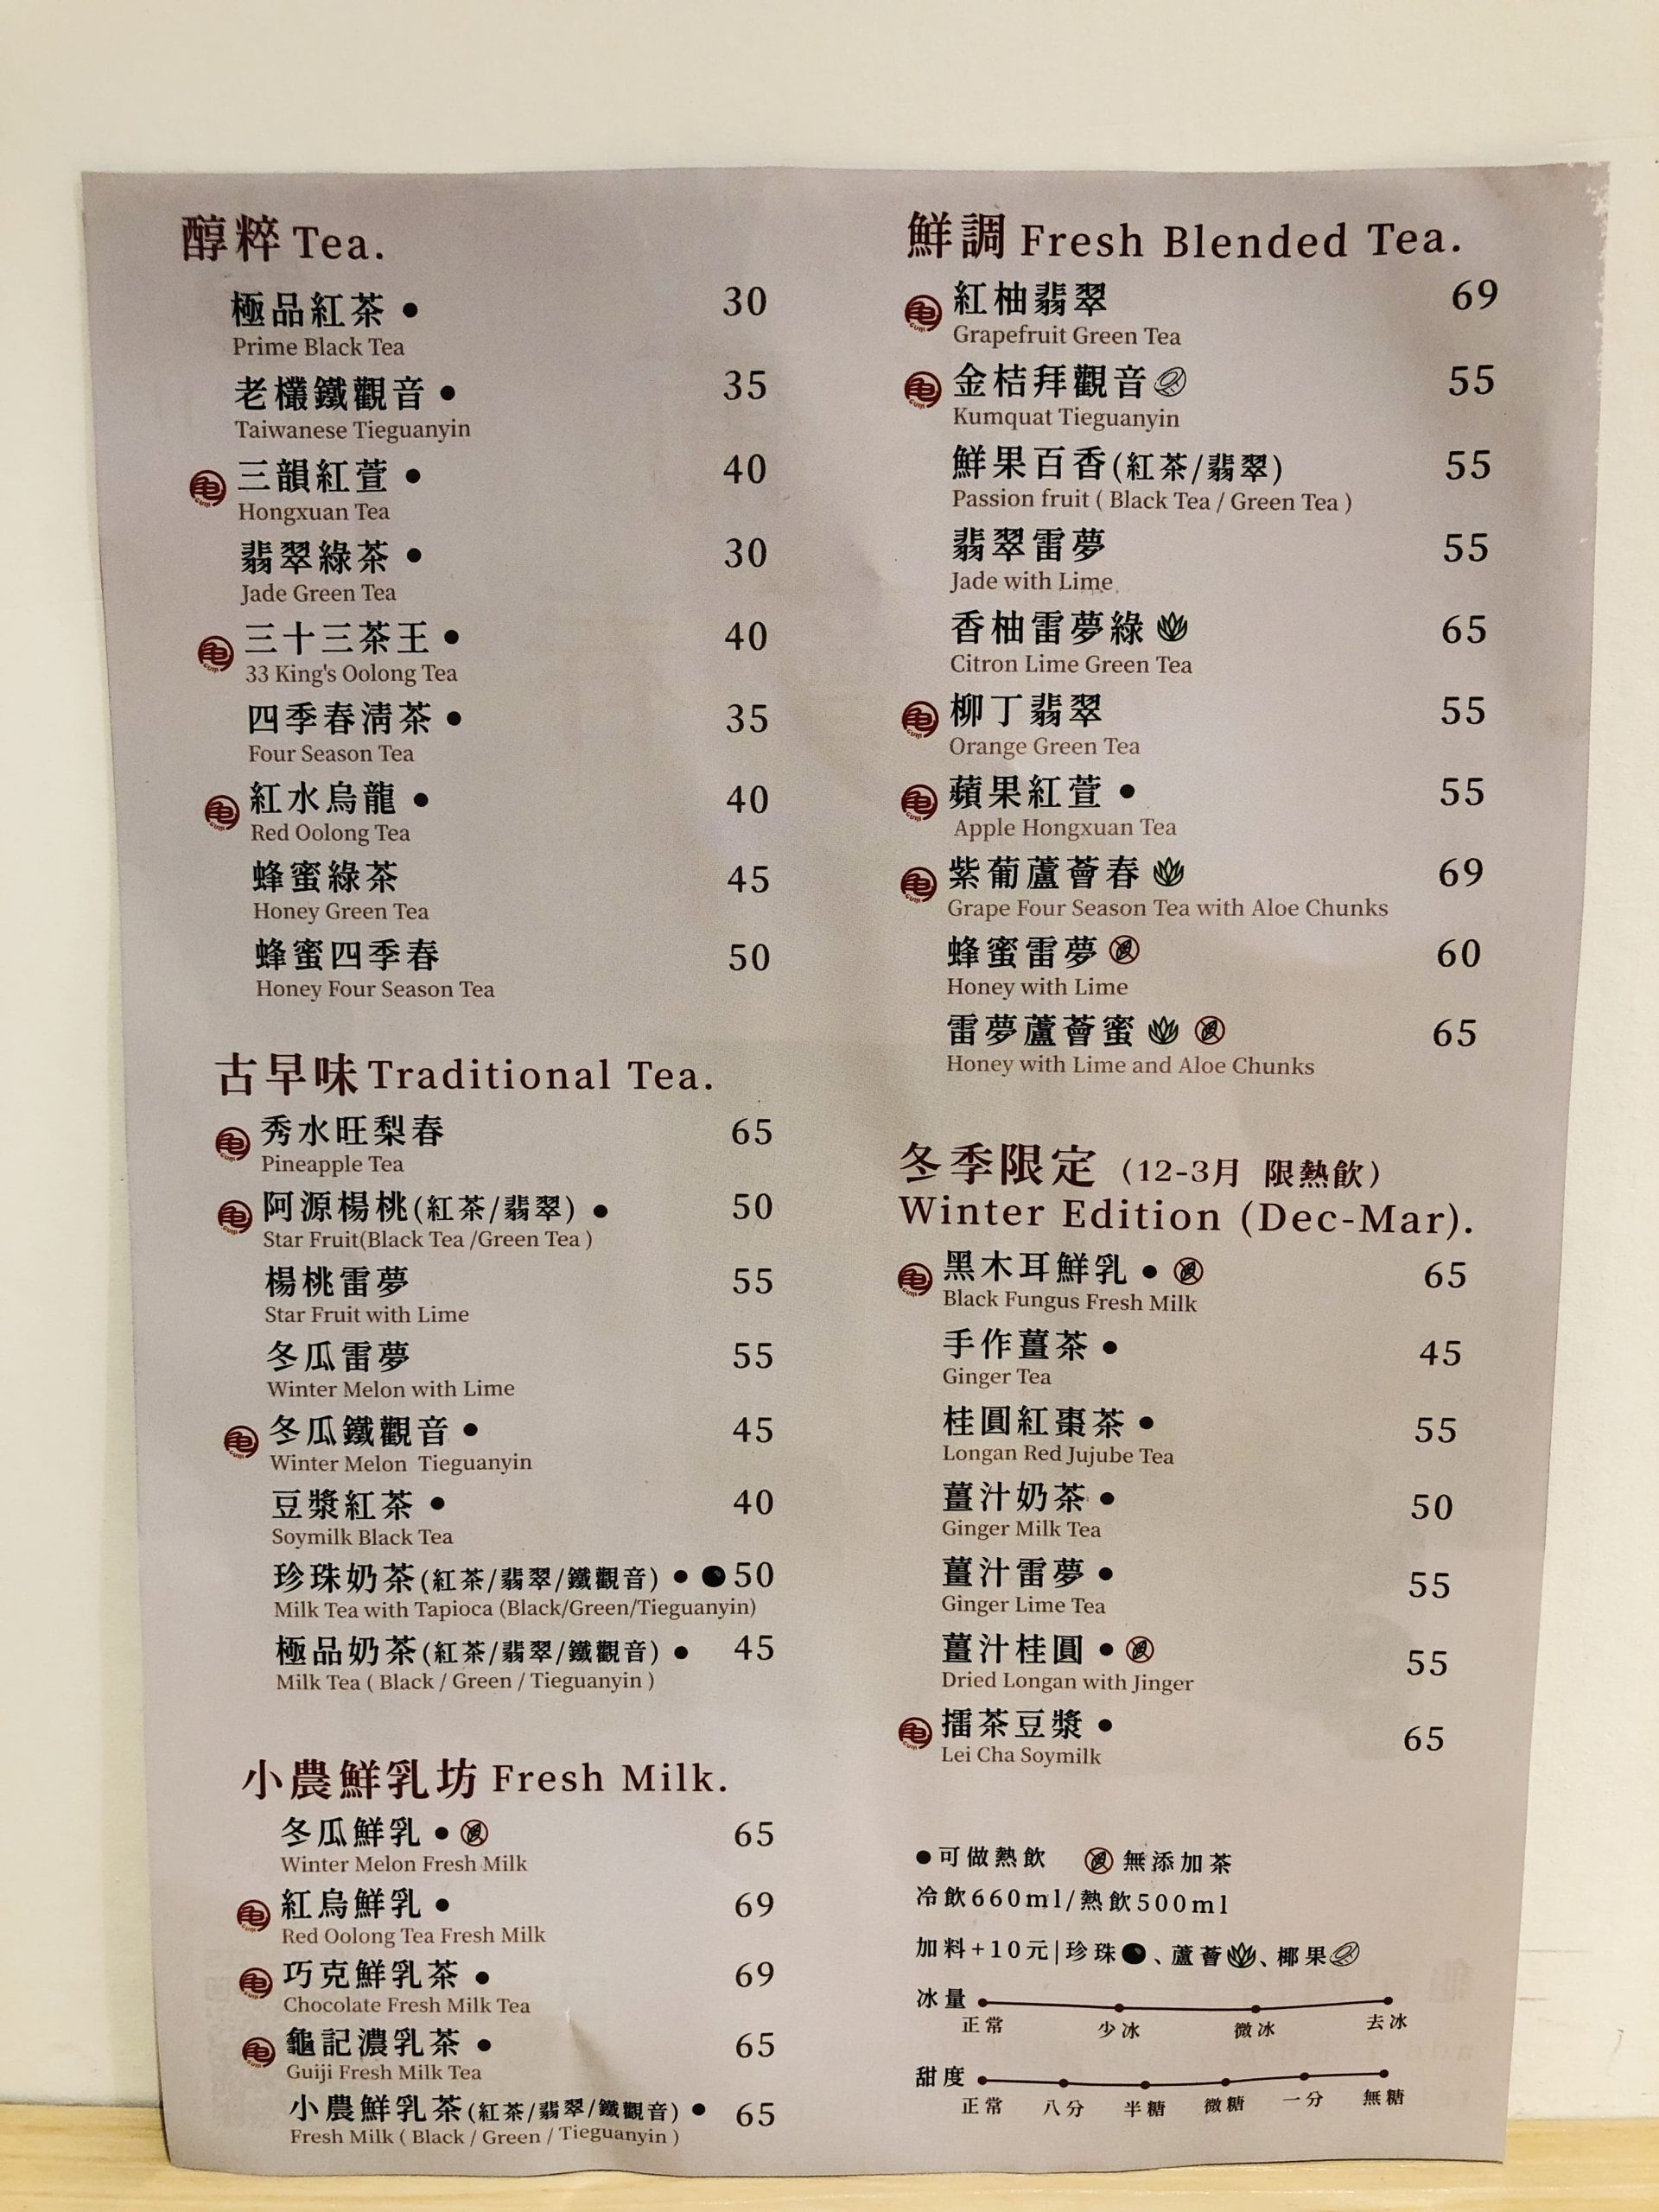 醇粹 Tea.
極品紅茶 ● 30
Prime Black Tea
老欉鐵觀音 ● 35
Taiwanese Tieguanyin
三韻紅萱 ● 40
Hongxuan Tea
翡翠綠茶 ● 30
Jade Green Tea
三十三茶王 ● 40
33 King's Oolong Tea
四季春清茶 ● 35
Four Season Tea
紅水烏龍 ● 40
Red Oolong Tea
蜂蜜綠茶 45
Honey Green Tea
蜂蜜四季春 50
Honey Four Season Tea
古早味 Traditional Tea.
秀水旺梨春 65
Pineapple Tea
阿源楊桃(紅茶/翡翠) ● 50
Star Fruit(Black Tea /Green Tea )
楊桃雷夢 55
Star Fruit with Lime
冬瓜雷夢 55
Winter Melon with Lime
冬瓜鐵觀音 ● 45
Winter Melon Tieguanyin
豆漿紅茶 ● 40
Soymilk Black Tea
珍珠奶茶(紅茶/翡翠/鐵觀音) ● 50
Milk Tea with Tapioca (Black/Green/Tieguanyin)
極品奶茶(紅茶/翡翠/鐵觀音) ● 45
Milk Tea ( Black / Green / Tieguanyin )
小農鮮乳坊 Fresh Milk.
冬瓜鮮乳 ● 65
Winter Melon Fresh Milk
紅烏鮮乳 ● 69
Red Oolong Tea Fresh Milk
巧克鮮乳茶 ● 69
Chocolate Fresh Milk Tea
龜記濃乳茶 ● 65
Guiji Fresh Milk Tea
小農鮮乳茶(紅茶/翡翠/鐵觀音) ● 65
Fresh Milk ( Black / Green / Tieguanyin )
鮮調 Fresh Blended Tea.
紅柚翡翠 69
Grapefruit Green Tea
金桔拜觀音 55
Kumquat Tieguanyin
鮮果百香(紅茶/翡翠) 55
Passion fruit ( Black Tea / Green Tea )
翡翠雷夢 55
Jade with Lime
香柚雷夢綠 65
Citron Lime Green Tea
柳丁翡翠 55
Orange Green Tea
蘋果紅萱 ● 55
Apple Hongxuan Tea
紫葡蘆薈春 69
Grape Four Season Tea with Aloe Chunks
蜂蜜雷夢 60
Honey with Lime
雷夢蘆薈蜜 65
Honey with Lime and Aloe Chunks
冬季限定 (12-3月 限熱飲)
Winter Edition (Dec-Mar).
黑木耳鮮乳 ● 65
Black Fungus Fresh Milk
手作薑茶 ● 45
Ginger Tea
桂圓紅棗茶 ● 55
Longan Red Jujube Tea
薑汁奶茶 ● 50
Ginger Milk Tea
薑汁雷夢 ● 55
Ginger Lime Tea
薑汁桂圓 ● 55
Dried Longan with Jinger
擂茶豆漿 ● 65
Lei Cha Soymilk
●可做熱飲 無添加茶
冷飲660ml/熱飲500ml
加料+10元|珍珠、蘆薈、椰果
冰量
正常 少冰 微冰 去冰
甜度
正常 八分 半糖 微糖 一分 無糖